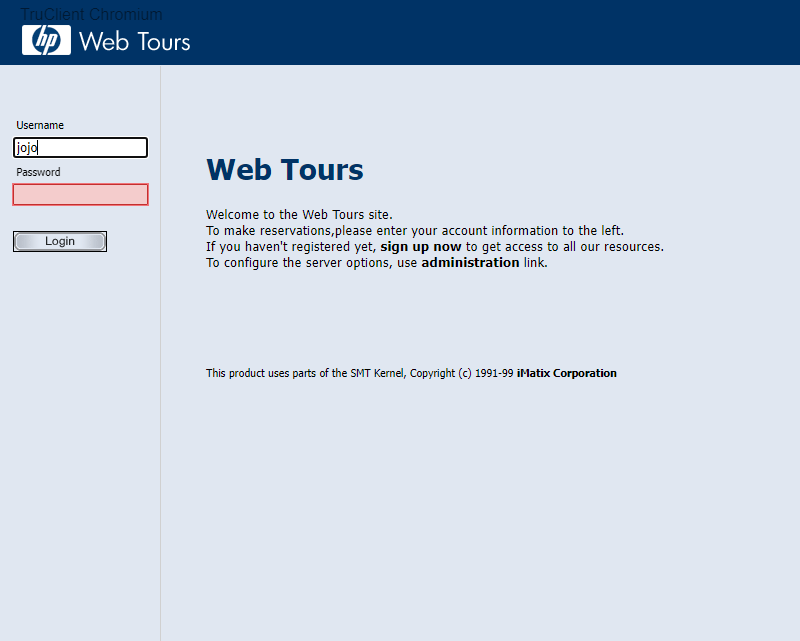 TruClient Chromium
hp Web Tours
Username
jojo
Password
Login
Web Tours
Welcome to the Web Tours site.
To make reservations,please enter your account information to the left.
If you haven't registered yet, sign up now to get access to all our resources.
To configure the server options, use administration link.
This product uses parts of the SMT Kernel, Copyright (c) 1991-99 iMatix Corporation